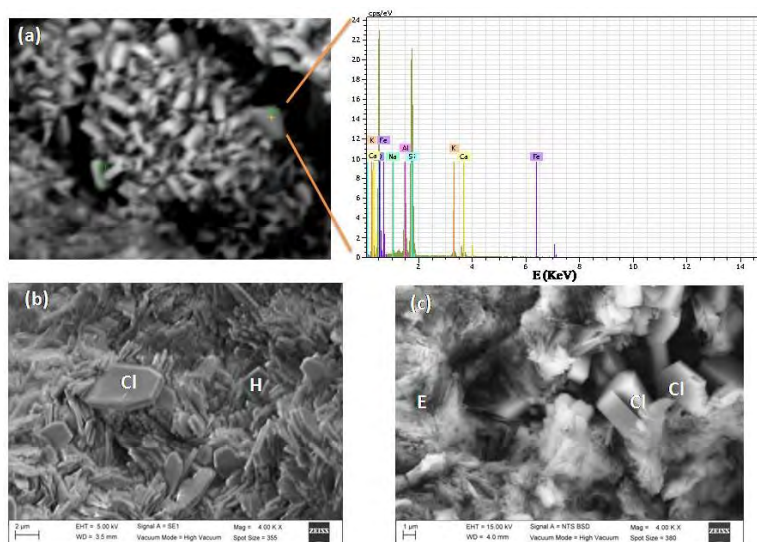 (a)
cps/eV
24
22
20
18
16
14
12
10
8
6
4
2
0
K Fe
Ca Na Al S K Ca Fe
2 4 6 8 10 12 14
E (KeV)
(b)
Cl
H
2 µm
EHT = 5.00 kV Signal A = SE1 Mag = 4.00 K X
WD = 3.5 mm Vacuum Mode = High Vacuum Spot Size = 355
ZEISS
(c)
E
Cl
Cl
1 µm
EHT = 15.00 kV Signal A = NTS BSD Mag = 4.00 K X
WD = 4.0 mm Vacuum Mode = High Vacuum Spot Size = 380
ZEISS